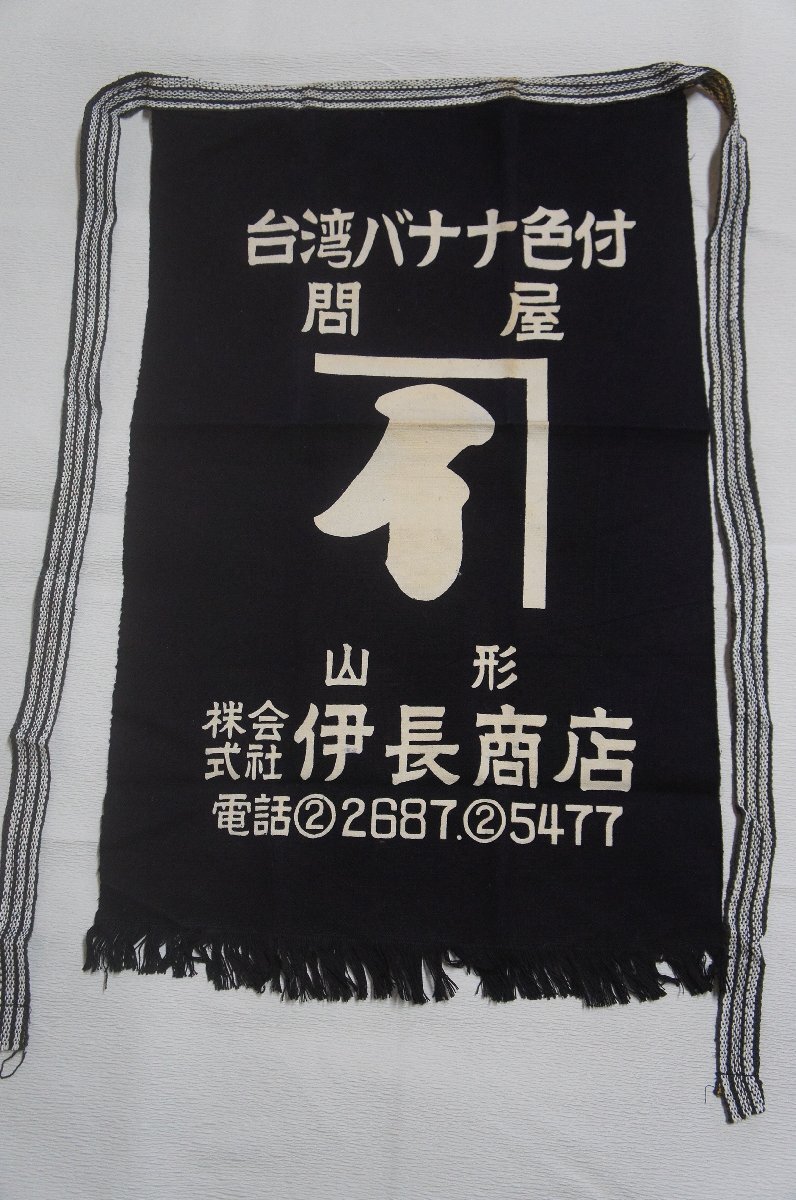 台湾バナナ色付
問屋
山形
株式会社 伊長商店
電話②2687.②5477